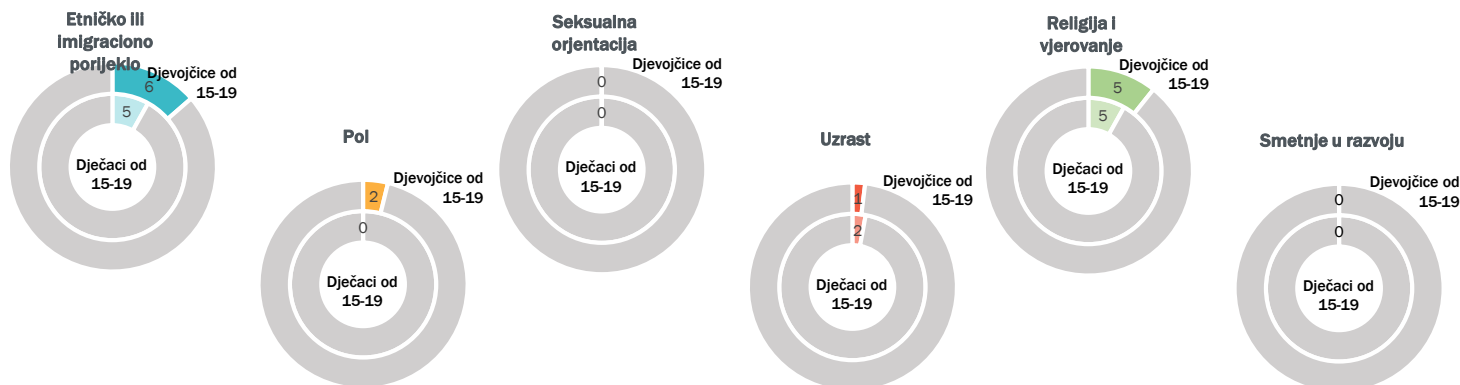 Etničko ili
imigraciono
porijeklo
Djevojčice od
15-19
6
5
Dječaci od
15-19
Pol
Djevojčice od
15-19
2
0
Dječaci od
15-19
Seksualna
orjentacija
Djevojčice od
15-19
0
0
Dječaci od
15-19
Uzrast
Djevojčice od
15-19
1
2
Dječaci od
15-19
Religija i
vjerovanje
Djevojčice od
15-19
5
5
Dječaci od
15-19
Smetnje u razvoju
Djevojčice od
15-19
0
0
Dječaci od
15-19